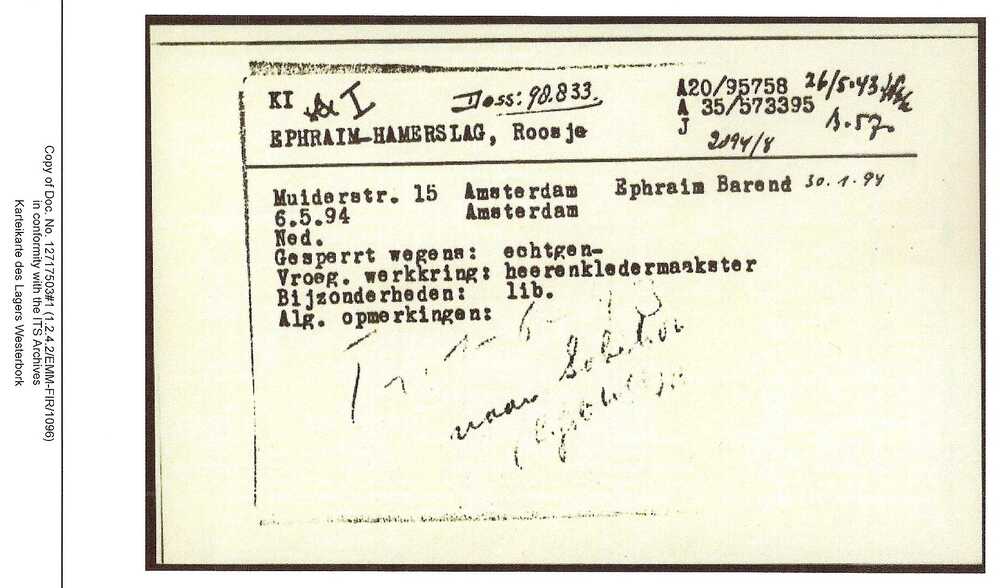 Copy of Doc. No. 12717503#1 (1.2.4.2/EMM-FIR/1096)
in conformity with the ITS Archives
Karteikarte des Lagers Westerbork
KI & I Doss: 98.833. A20/95758 26/5.43
A 35/573395
EPHRAIM-HAMERSLAG, Roosje J B.57.
2094/8
Muiderstr. 15 Amsterdam Ephraim Barend 30.1.94
6.5.94 Amsterdam
Ned.
Gesperrt wegens: echtgen-
Vroeg. werkkring: heerenkledermaakster
Bijzonderheden: lib.
Alg. opmerkingen:
naar